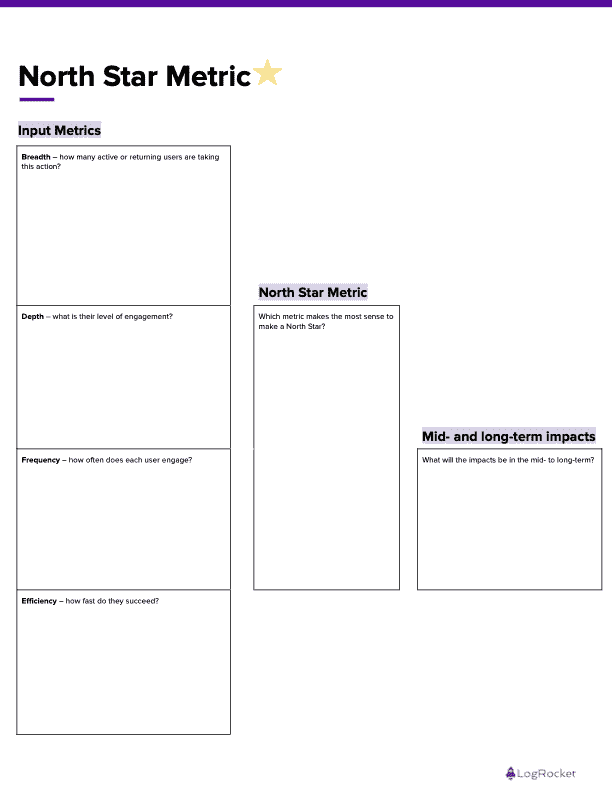 North Star Metric
Input Metrics
Breadth – how many active or returning users are taking
this action?
North Star Metric
Depth – what is their level of engagement?
Which metric makes the most sense to
make a North Star?
Mid- and long-term impacts
Frequency – how often does each user engage?
What will the impacts be in the mid- to long-term?
Efficiency – how fast do they succeed?
LogRocket